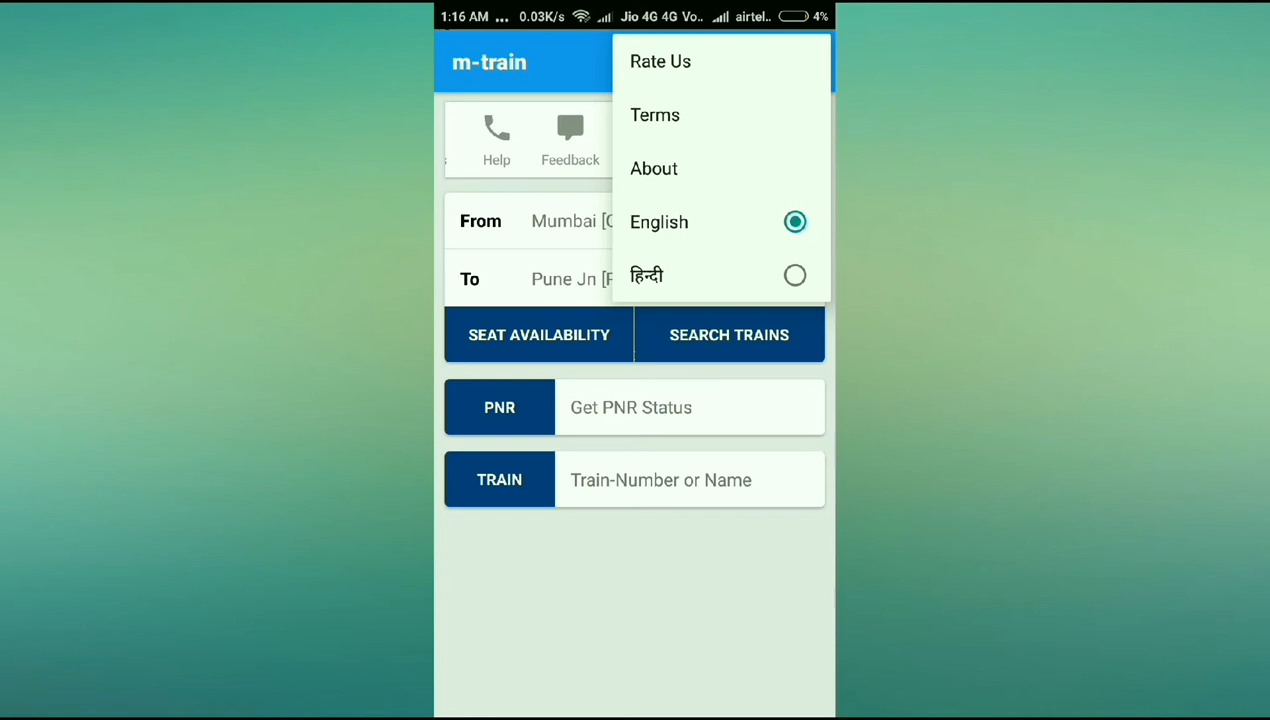 1:16 AM ... 0.03K/s Jio 4G 4G Vo.. airtel.. 4%
m-train
Rate Us
Terms
About
English
हिन्दी
Help
Feedback
From Mumbai [
To Pune Jn [
SEAT AVAILABILITY
SEARCH TRAINS
PNR Get PNR Status
TRAIN Train-Number or Name